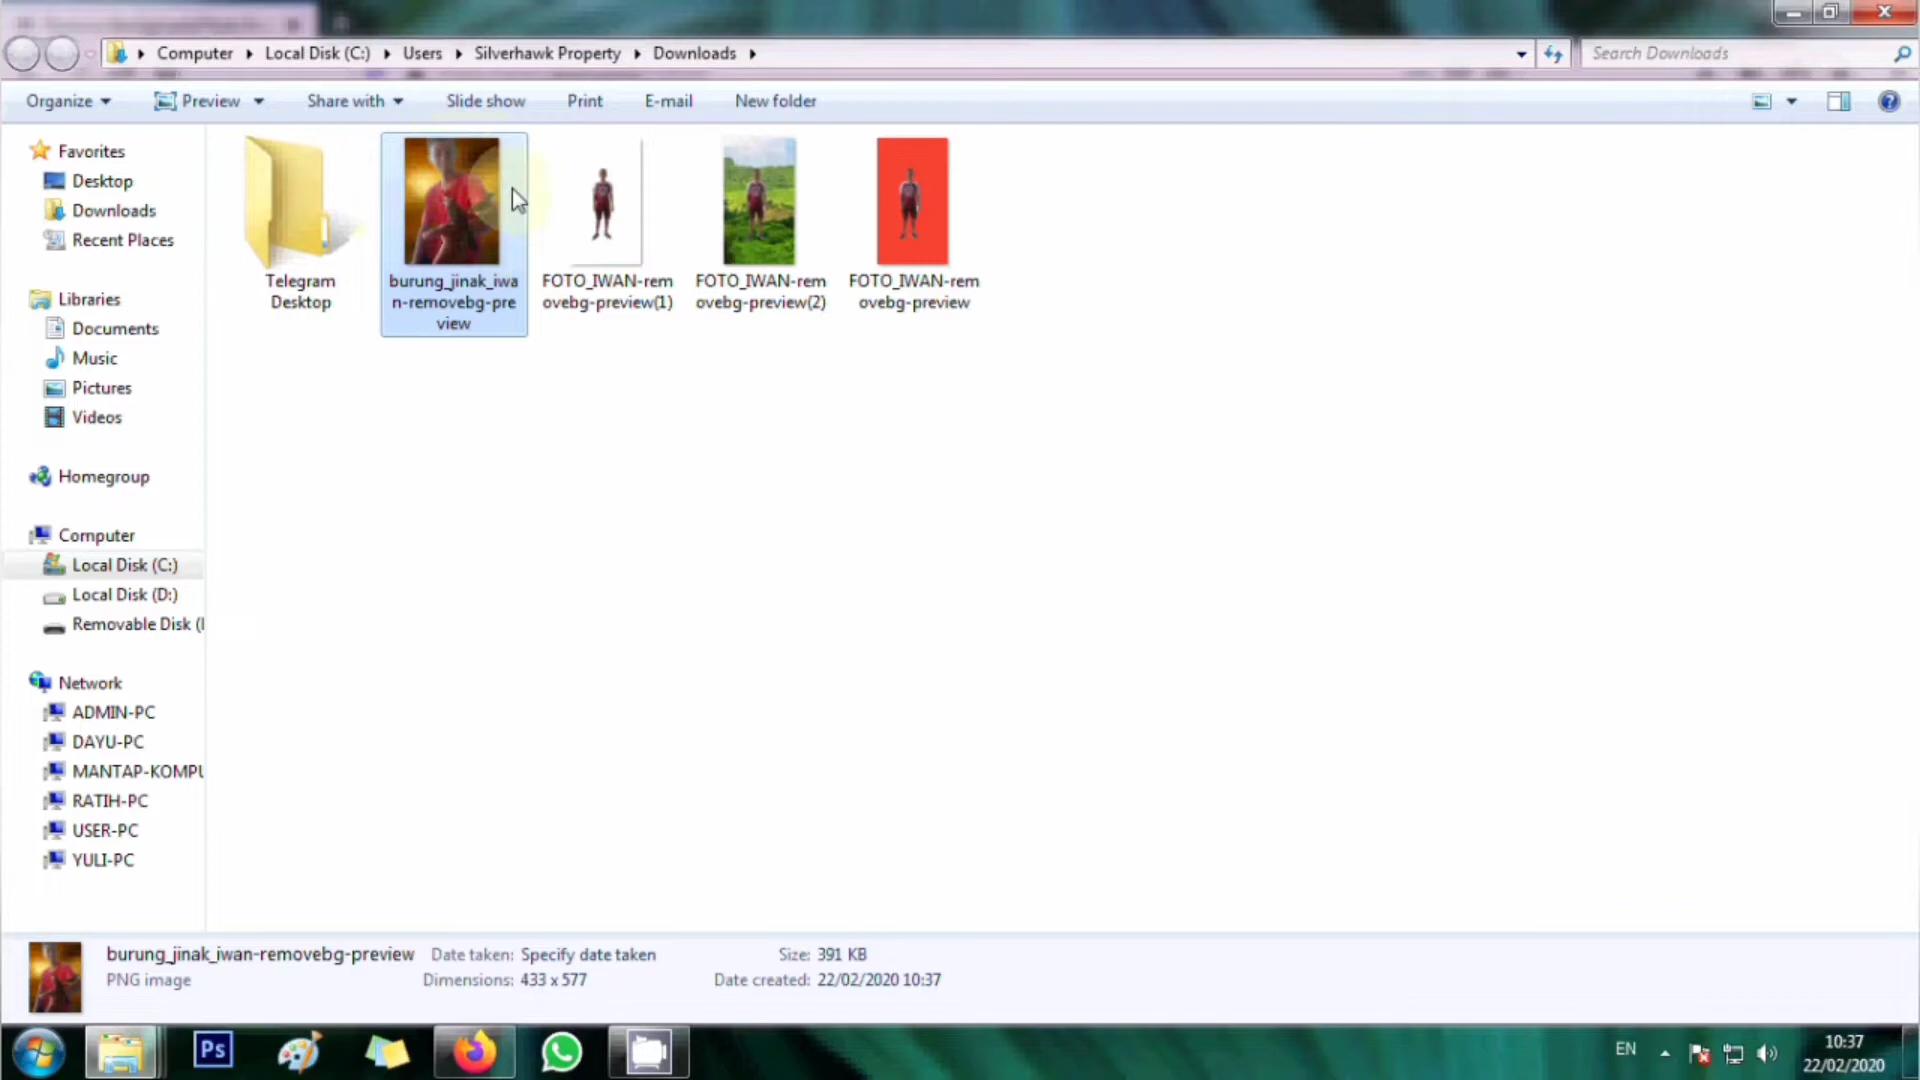 Computer Local Disk (C:) Users Silverhawk Property Downloads
Search Downloads
Organize Preview Share with Slide show Print E-mail New folder
Favorites
Desktop
Downloads
Recent Places
Libraries
Documents
Music
Pictures
Videos
Homegroup
Computer
Local Disk (C:)
Local Disk (D:)
Removable Disk (
Network
ADMIN-PC
DAYU-PC
MANTAP-KOMPU
RATIH-PC
USER-PC
YULI-PC
Telegram
Desktop
burung_jinak_iwa
n-removebg-pre
view
FOTO_IWAN-rem
ovebg-preview(1)
FOTO_IWAN-rem
ovebg-preview(2)
FOTO_IWAN-rem
ovebg-preview
burung_jinak_iwan-removebg-preview Date taken: Specify date taken Size: 391 KB
PNG image Dimensions: 433 x 577 Date created: 22/02/2020 10:37
Ps
EN
10:37
22/02/2020